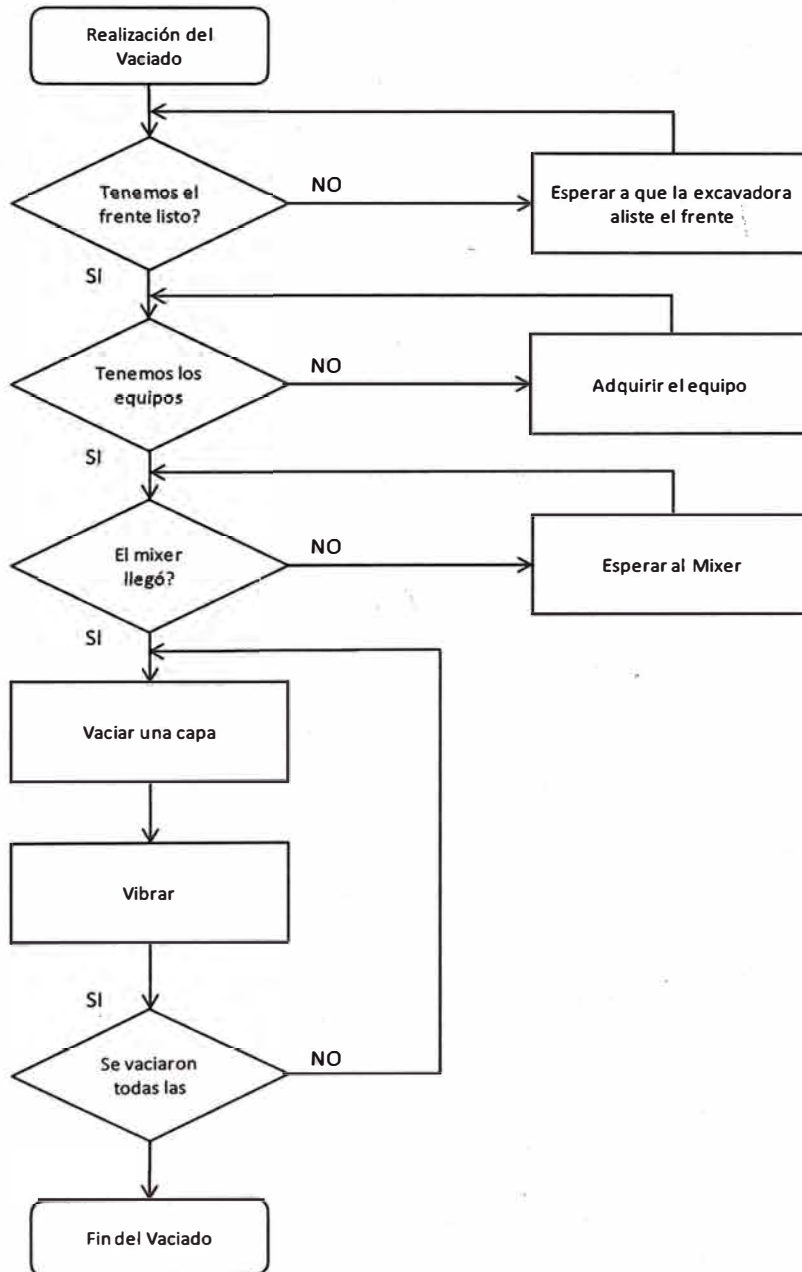 Realización del
Vaciado
Tenemos el
frente listo?
NO
Esperar a que la excavadora
aliste el frente
SI
Tenemos los
equipos
NO
Adquirir el equipo
SI
El mixer
llegó?
NO
Esperar al Mixer
SI
Vaciar una capa
Vibrar
SI
Se vaciaron
todas las
NO
Fin del Vaciado